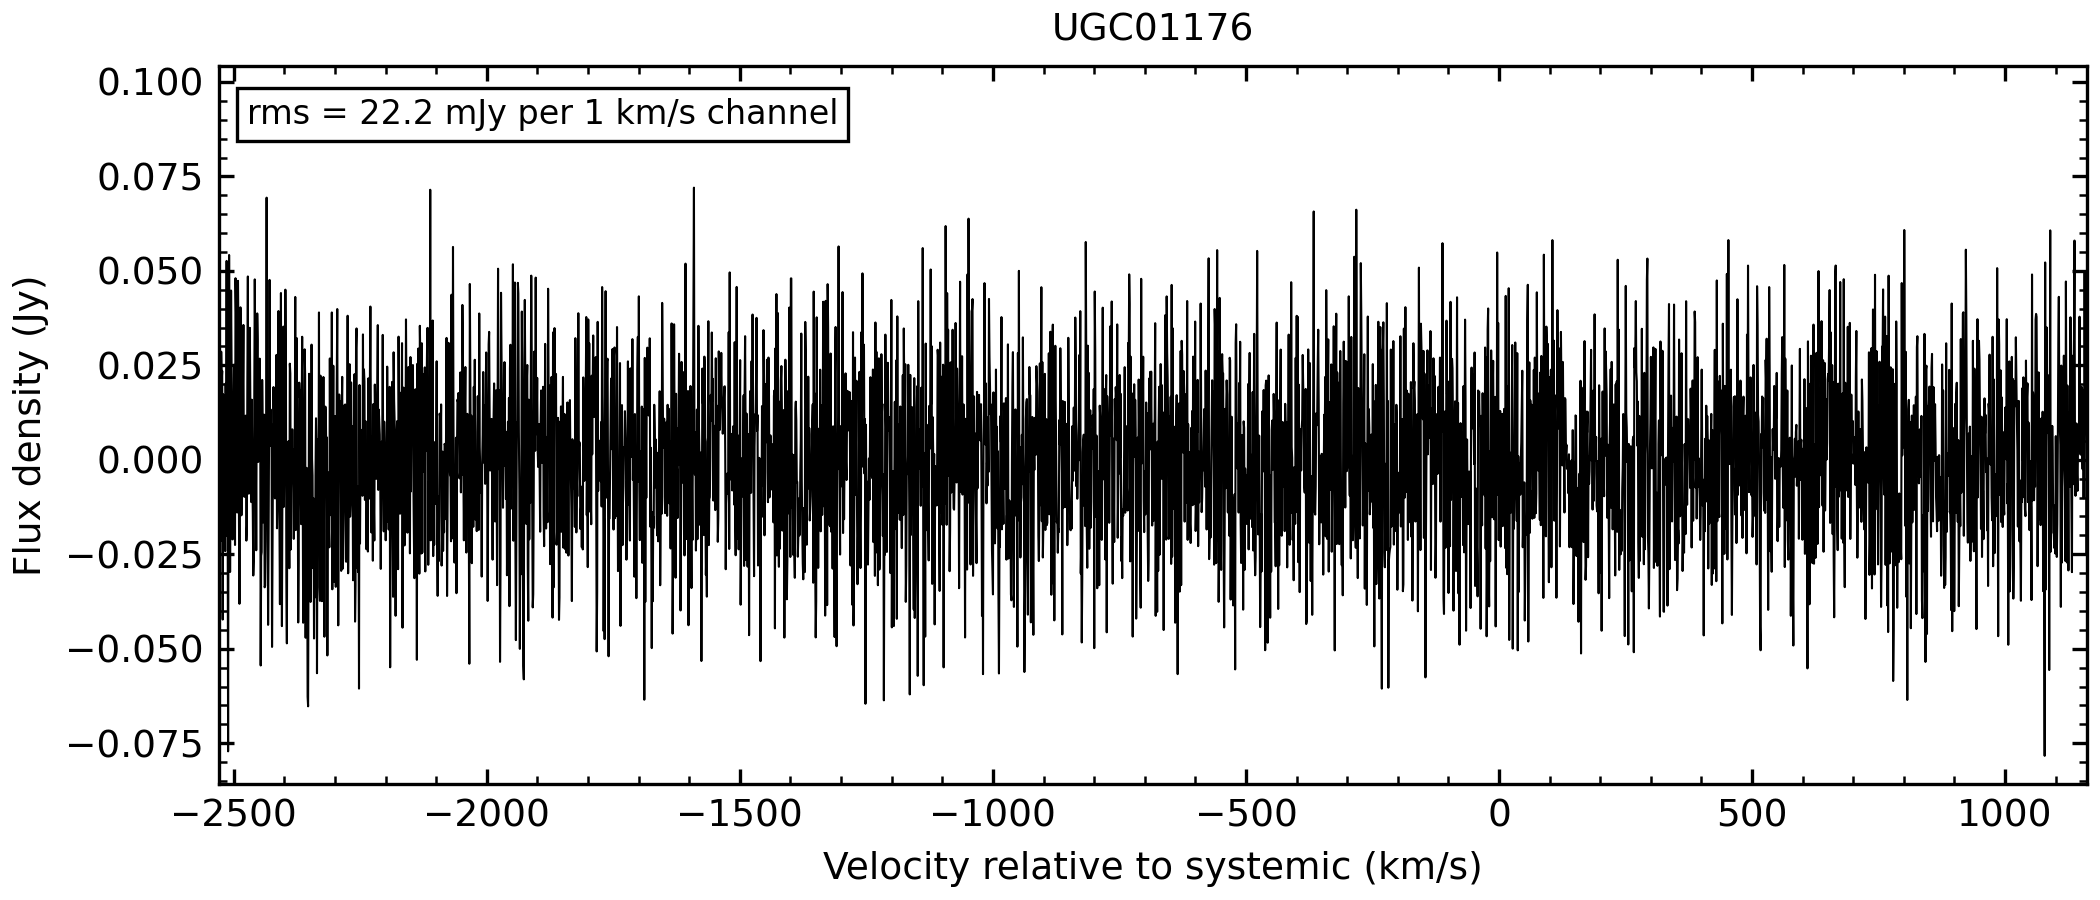 UGC01176
rms = 22.2 mJy per 1 km/s channel
Flux density (Jy)
0.100
0.075
0.050
0.025
0.000
−0.025
−0.050
−0.075
−2500 −2000 −1500 −1000 −500 0 500 1000
Velocity relative to systemic (km/s)